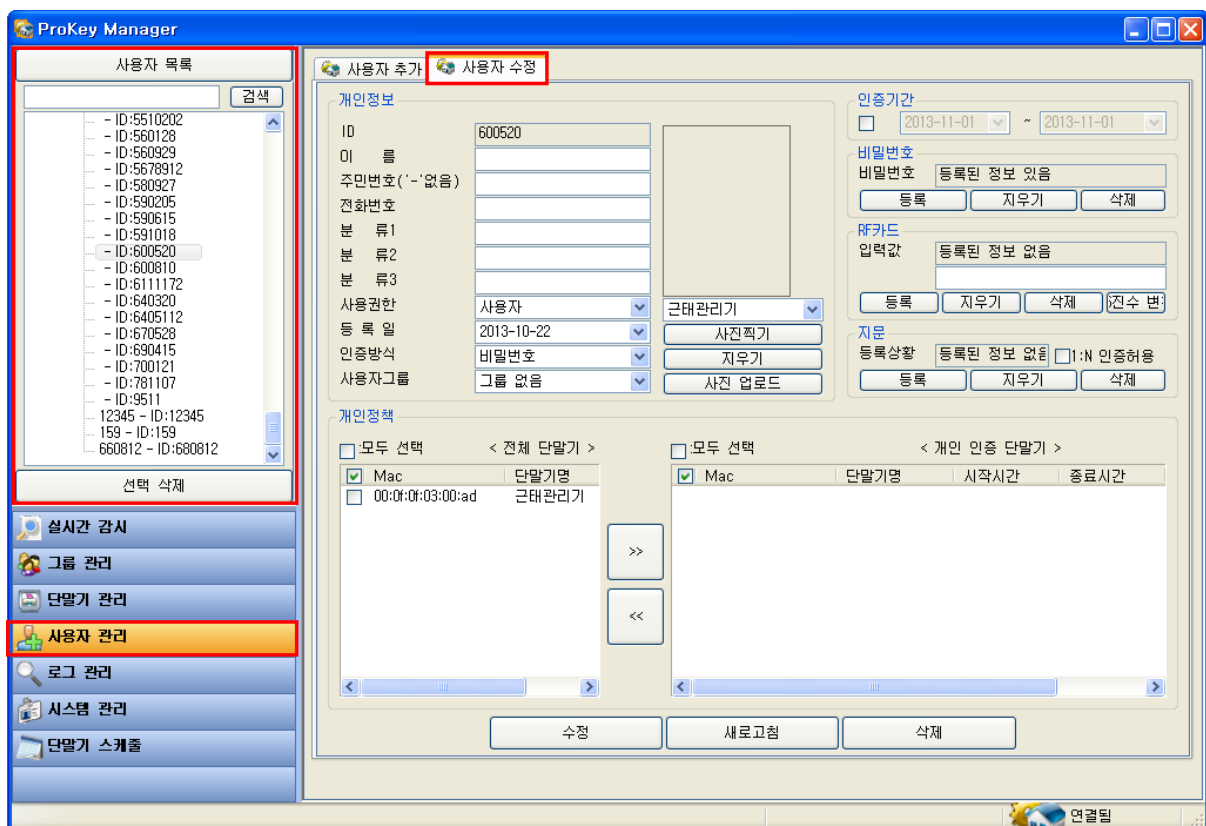 ProKey Manager
사용자 목록
검색
- ID:5510202
- ID:560128
- ID:560929
- ID:5678912
- ID:580927
- ID:590205
- ID:590615
- ID:591018
- ID:600520
- ID:600810
- ID:6111172
- ID:640320
- ID:6405112
- ID:670528
- ID:690415
- ID:700121
- ID:781107
- ID:9511
12345 - ID:12345
159 - ID:159
660812 - ID:680812
선택 삭제
실시간 감시
그룹 관리
단말기 관리
사용자 관리
로그 관리
시스템 관리
단말기 스케줄
사용자 추가 사용자 수정
개인정보
ID 600520
이 름
주민번호('-'없음)
전화번호
분 류1
분 류2
분 류3
사용권한 사용자 근태관리기
등 록 일 2013-10-22 사진찍기
인증방식 비밀번호 지우기
사용자그룹 그룹 없음 사진 업로드
인증기간
2013-11-01 ~ 2013-11-01
비밀번호
비밀번호 등록된 정보 있음
등록 지우기 삭제
RF카드
입력값 등록된 정보 없음
등록 지우기 삭제 진수 변
지문
등록상황 등록된 정보 없음 1:N 인증허용
등록 지우기 삭제
개인정책
:모두 선택 < 전체 단말기 > :모두 선택 < 개인 인증 단말기 >
Mac 단말기명 Mac 단말기명 시작시간 종료시간
00:0f:0f:03:00:ad 근태관리기
>>
<<
수정 새로고침 삭제
연결됨